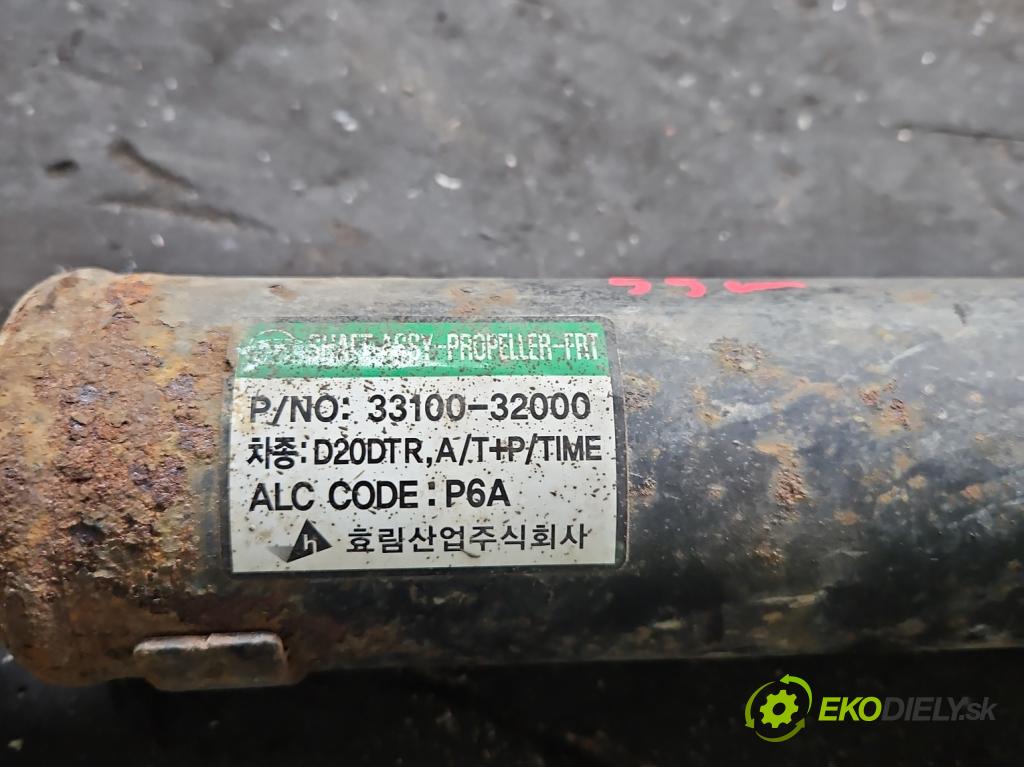 SHAFT-ASSY-PROPELLER-FRT
P/NO: 33100-32000
차종: D20DTR,A/T+P/TIME
ALC CODE : P6A
h 효림산업주식회사
EKODIELY.sk